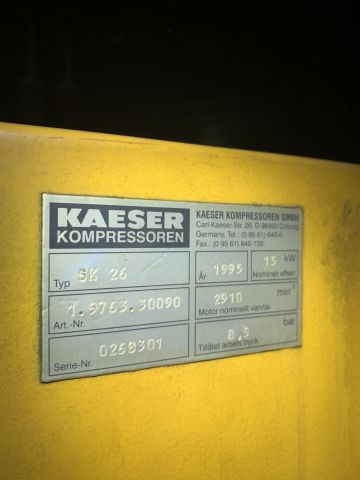 KAESER
KOMPRESSOREN
KAESER KOMPRESSOREN GMBH
Carl-Kaeser-Str. 26, D-96450 Coburg
Germany, Tel.: (0 95 61) 640-0
Fax.: (0 95 61) 640-130
Typ SK 26
År 1995 15 kW
Nominell effekt
1.9763.30090
Art.-Nr.
2910 min⁻¹
Motor nominellt varvtal
Serie-Nr. 0268301
8,5 bar
Tillåtet arbets tryck